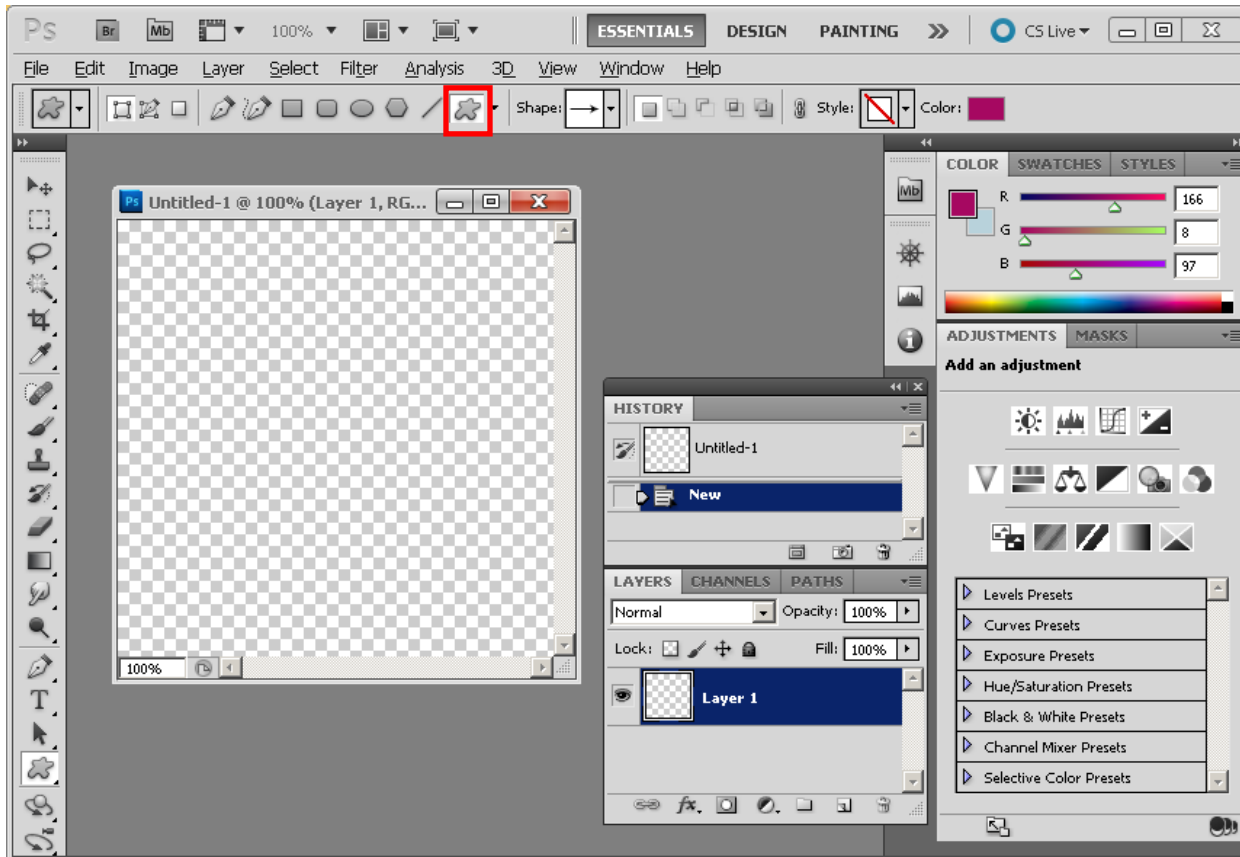 Ps Br Mb 100% ESSENTIALS DESIGN PAINTING CS Live
File Edit Image Layer Select Filter Analysis 3D View Window Help
Shape: Style: Color:
COLOR SWATCHES STYLES
Mb
R 166
G 8
B 97
Ps Untitled-1 @ 100% (Layer 1, RG...
100%
ADJUSTMENTS MASKS
Add an adjustment
HISTORY
Untitled-1
New
LAYERS CHANNELS PATHS
Normal Opacity: 100%
Lock: Fill: 100%
Layer 1
fx.
Levels Presets
Curves Presets
Exposure Presets
Hue/Saturation Presets
Black & White Presets
Channel Mixer Presets
Selective Color Presets
T